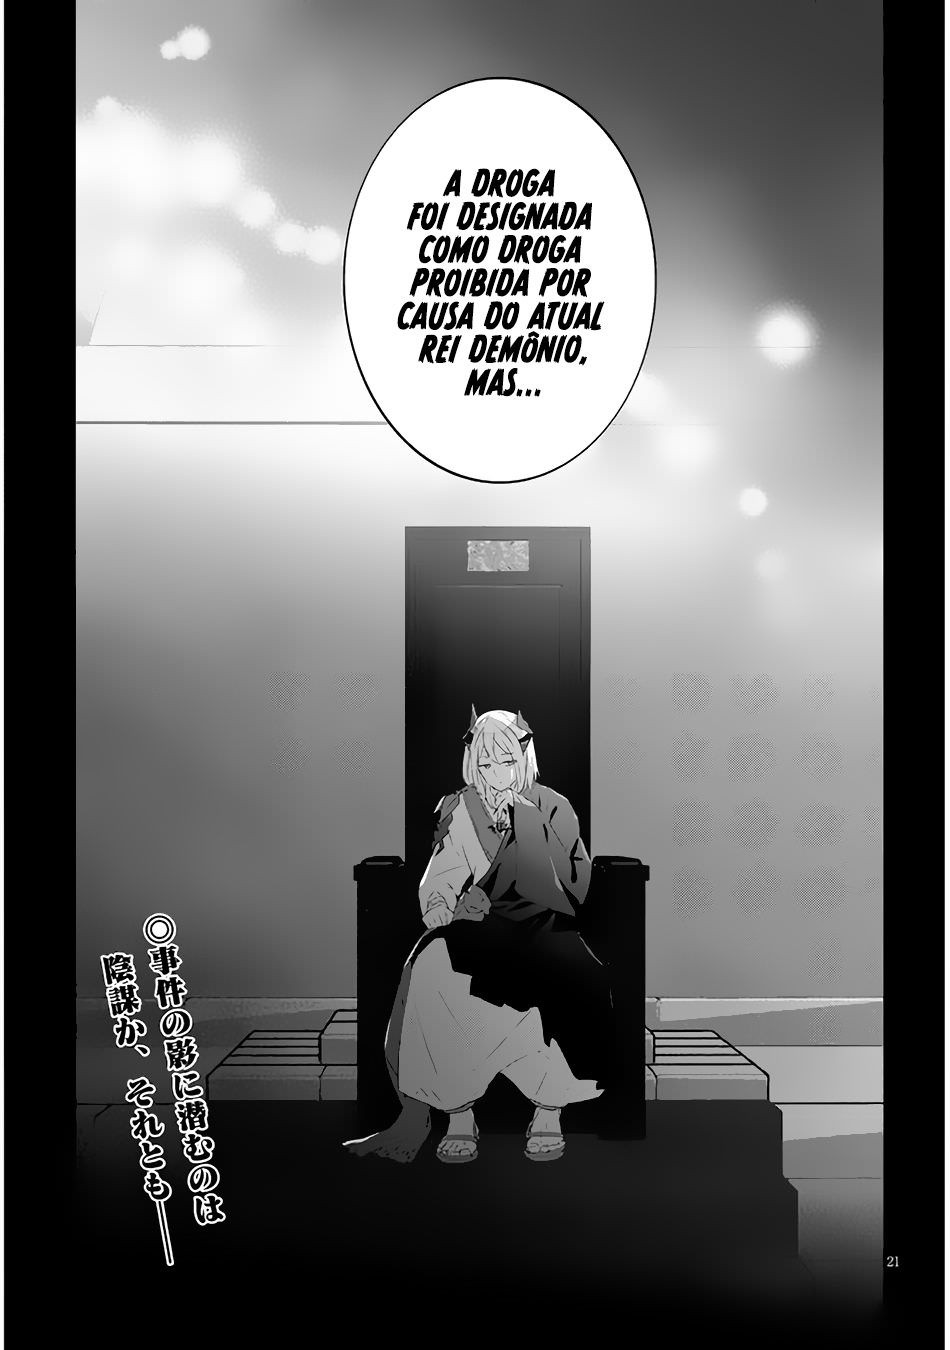 A DROGA
FOI DESIGNADA
COMO DROGA
PROIBIDA POR
CAUSA DO ATUAL
REI DEMÔNIO,
MAS...
◎事件の影に潜むのは
陰謀か、それとも――
21